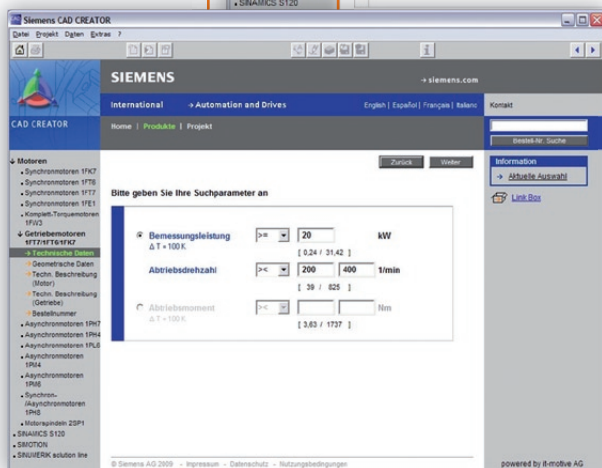 SINAMICS S120
Siemens CAD CREATOR
Datei Projekt Daten Extras ?
SIEMENS
→ siemens.com
International → Automation and Drives English | Español | Français | Italiano Kontakt
CAD CREATOR
Home | Produkte | Projekt
Bestell-Nr. Suche
Zurück Weiter
Information
→ Aktuelle Auswahl
Link Box
Motoren
Synchronmotoren 1FK7
Synchronmotoren 1FT6
Synchronmotoren 1FT7
Synchronmotoren 1FE1
Komplett-Torquemotoren
1FW3
Getriebemotoren
1FT7/1FT6/1FK7
→ Technische Daten
→ Geometrische Daten
→ Techn. Beschreibung
(Motor)
→ Techn. Beschreibung
(Getriebe)
→ Bestellnummer
Asynchronmotoren 1PH7
Asynchronmotoren 1PH4
Asynchronmotoren 1PL6
Asynchronmotoren
1PM4
Asynchronmotoren
1PM6
Synchron-
/Asynchronmotoren
1PH8
Motorspindeln 2SP1
SINAMICS S120
SIMOTION
SINUMERIK solution line
Bitte geben Sie Ihre Suchparameter an
Bemessungsleistung >= 20 kW
Δ T = 100 K
[ 0,24 / 31,42 ]
Abtriebsdrehzahl >< 200 400 1/min
[ 39 / 825 ]
Abtriebsmoment >< Nm
Δ T = 100 K
[ 3,63 / 1737 ]
© Siemens AG 2009 - Impressum - Datenschutz - Nutzungsbedingungen
powered by it-motive AG